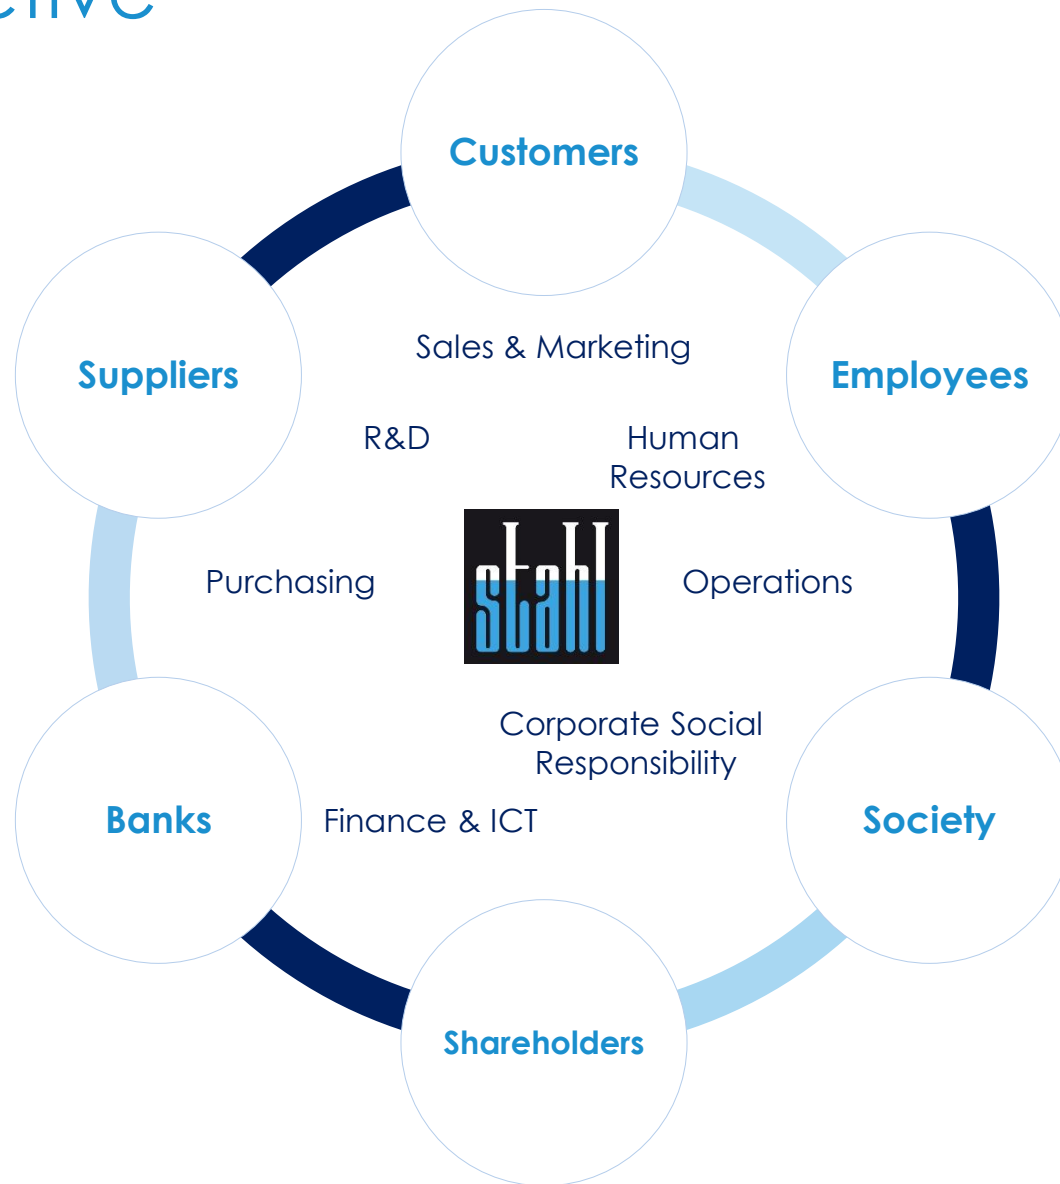 Customers
Suppliers
Employees
Sales & Marketing
R&D
Human
Resources
Purchasing
stahl
Operations
Corporate Social
Responsibility
Banks
Finance & ICT
Society
Shareholders